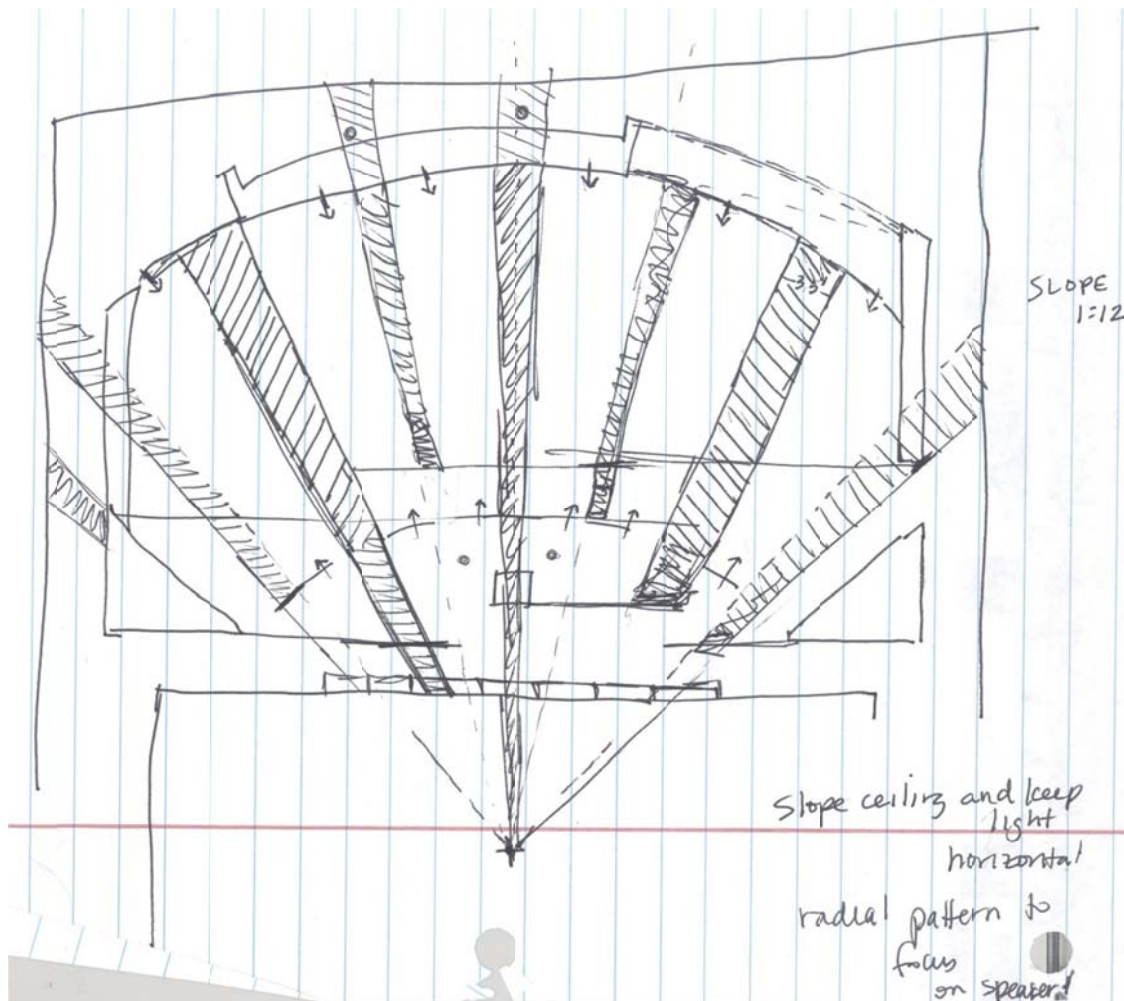 SLOPE
1:12
Slope ceiling and keep
light
horizontal
radial pattern to
focus
on speaker